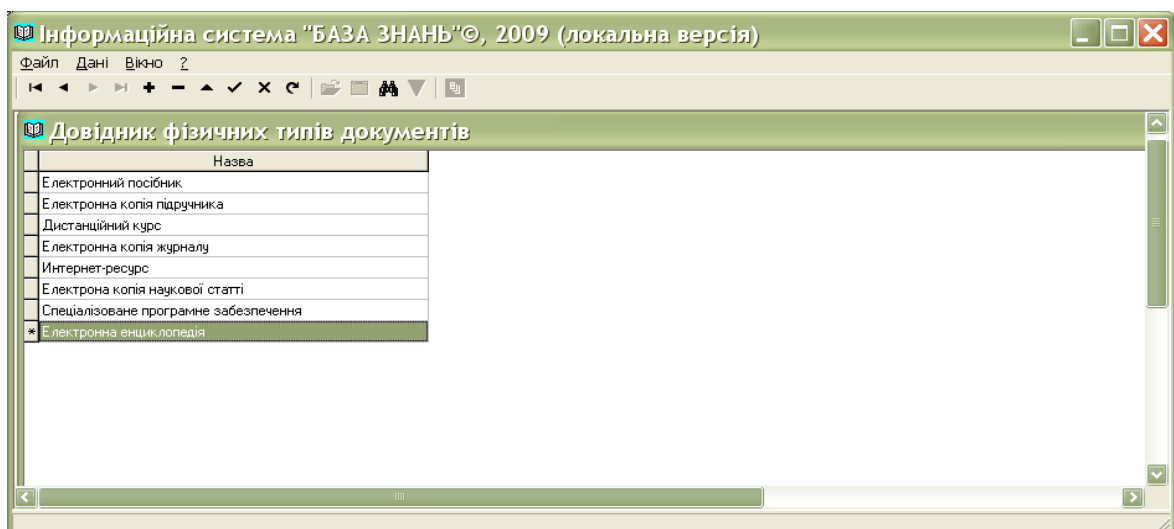 Інформаційна система "БАЗА ЗНАНЬ"©, 2009 (локальна версія)
Файл Дані Вікно ?
Довідник фізичних типів документів
Назва
Електронний посібник
Електронна копія підручника
Дистанційний курс
Електронна копія журналу
Интернет-ресурс
Електрона копія наукової статті
Спеціалізоване програмне забезпечення
Електронна енциклопедія